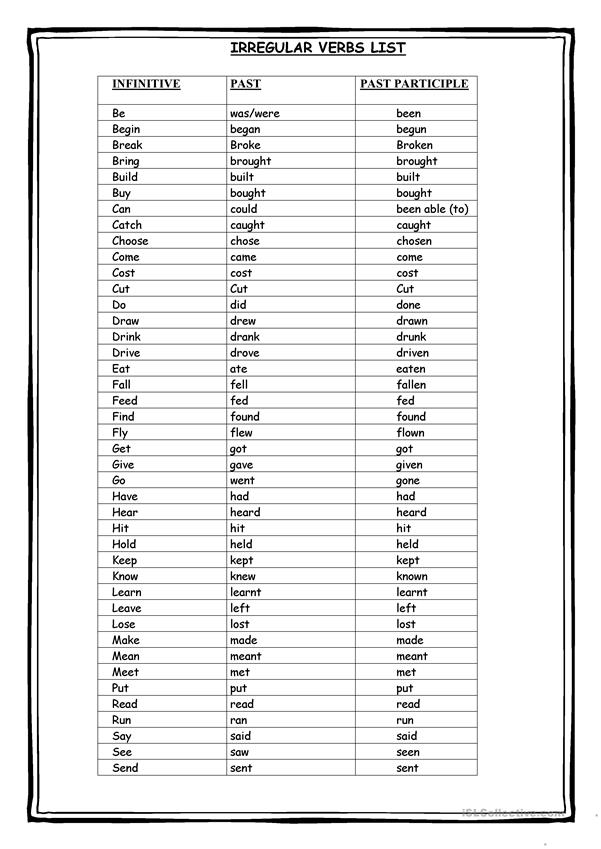 IRREGULAR VERBS LIST
INFINITIVE PAST PAST PARTICIPLE
Be was/were been
Begin began begun
Break Broke Broken
Bring brought brought
Build built built
Buy bought bought
Can could been able (to)
Catch caught caught
Choose chose chosen
Come came come
Cost cost cost
Cut Cut Cut
Do did done
Draw drew drawn
Drink drank drunk
Drive drove driven
Eat ate eaten
Fall fell fallen
Feed fed fed
Find found found
Fly flew flown
Get got got
Give gave given
Go went gone
Have had had
Hear heard heard
Hit hit hit
Hold held held
Keep kept kept
Know knew known
Learn learnt learnt
Leave left left
Lose lost lost
Make made made
Mean meant meant
Meet met met
Put put put
Read read read
Run ran run
Say said said
See saw seen
Send sent sent
iSLCollective.com